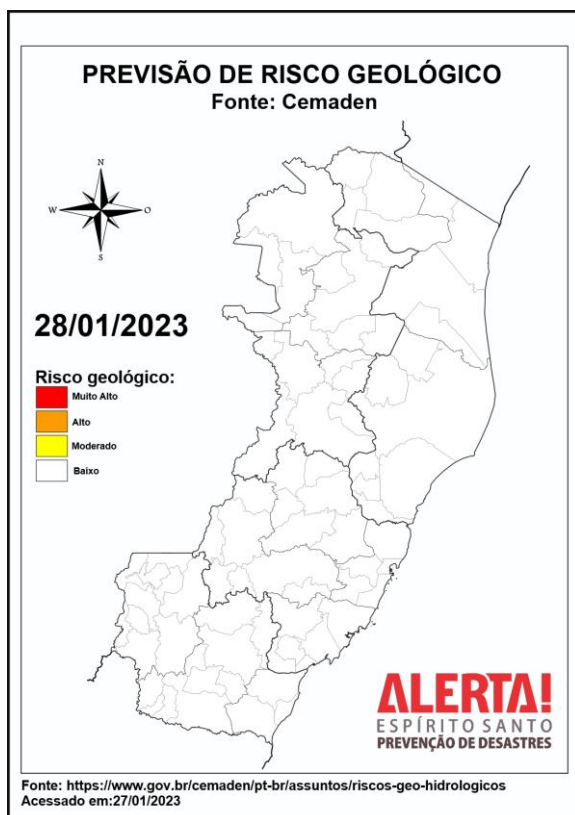 PREVISÃO DE RISCO GEOLÓGICO
Fonte: Cemaden
N
W
O
S
28/01/2023
Risco geológico:
Muito Alto
Alto
Moderado
Baixo
ALERTA!
ESPÍRITO SANTO
PREVENÇÃO DE DESASTRES
Fonte: https://www.gov.br/cemaden/pt-br/assuntos/riscos-geo-hidrologicos
Acessado em:27/01/2023